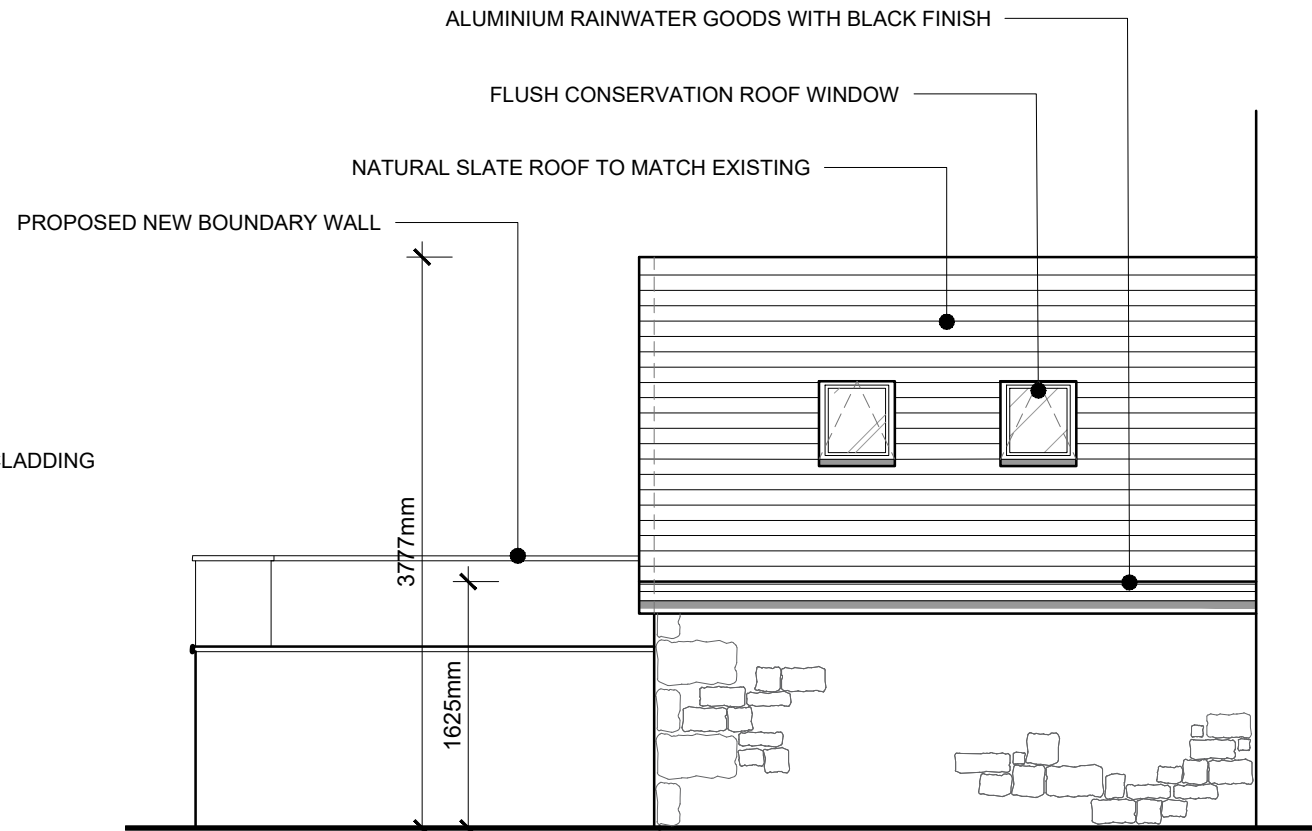 ALUMINIUM RAINWATER GOODS WITH BLACK FINISH
FLUSH CONSERVATION ROOF WINDOW
NATURAL SLATE ROOF TO MATCH EXISTING
PROPOSED NEW BOUNDARY WALL
LADDING
3777mm
1625mm